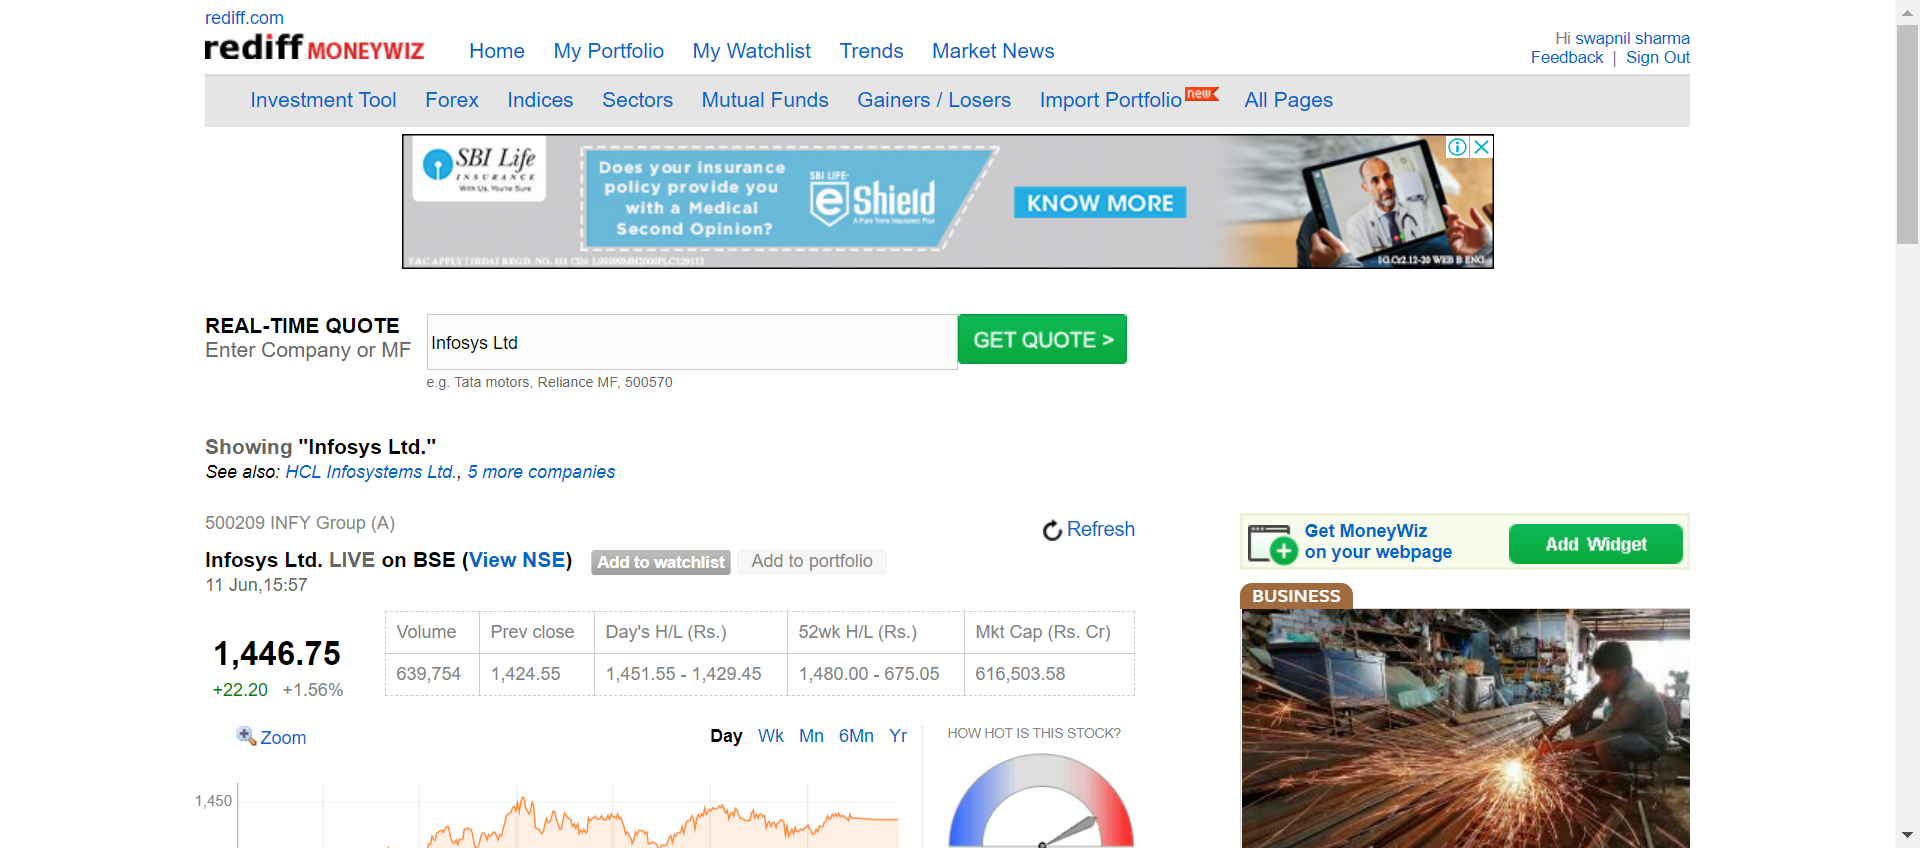 rediff.com
rediff MONEYWIZ
Home My Portfolio My Watchlist Trends Market News
Hi swapnil sharma
Feedback | Sign Out
Investment Tool Forex Indices Sectors Mutual Funds Gainers / Losers Import Portfolio new All Pages
SBI Life
INSURANCE
With Us, You're Sure
Does your insurance
policy provide you
with a Medical
Second Opinion?
SBI LIFE-
eShield
A Pure Term Insurance Plan
KNOW MORE
T&C APPLY | IRDAI REGD. NO. 111 CIN: L99999MH2000PLC129113
1G.Cr2.12-20 WEB B ENG
REAL-TIME QUOTE
Enter Company or MF
Infosys Ltd
GET QUOTE >
e.g. Tata motors, Reliance MF, 500570
Showing "Infosys Ltd."
See also: HCL Infosystems Ltd., 5 more companies
500209 INFY Group (A)
Refresh
Infosys Ltd. LIVE on BSE (View NSE) Add to watchlist Add to portfolio
11 Jun,15:57
Volume Prev close Day's H/L (Rs.) 52wk H/L (Rs.) Mkt Cap (Rs. Cr)
1,446.75
639,754 1,424.55 1,451.55 - 1,429.45 1,480.00 - 675.05 616,503.58
+22.20 +1.56%
Zoom
Day Wk Mn 6Mn Yr
HOW HOT IS THIS STOCK?
1,450
Get MoneyWiz
on your webpage
Add Widget
BUSINESS